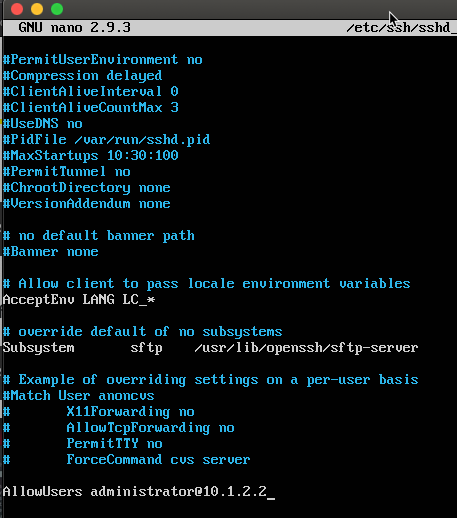 GNU nano 2.9.3 /etc/ssh/sshd_
#PermitUserEnvironment no
#Compression delayed
#ClientAliveInterval 0
#ClientAliveCountMax 3
#UseDNS no
#PidFile /var/run/sshd.pid
#MaxStartups 10:30:100
#PermitTunnel no
#ChrootDirectory none
#VersionAddendum none
# no default banner path
#Banner none
# Allow client to pass locale environment variables
AcceptEnv LANG LC_*
# override default of no subsystems
Subsystem sftp /usr/lib/openssh/sftp-server
# Example of overriding settings on a per-user basis
#Match User anoncvs
# X11Forwarding no
# AllowTcpForwarding no
# PermitTTY no
# ForceCommand cvs server
AllowUsers administrator@10.1.2.2_